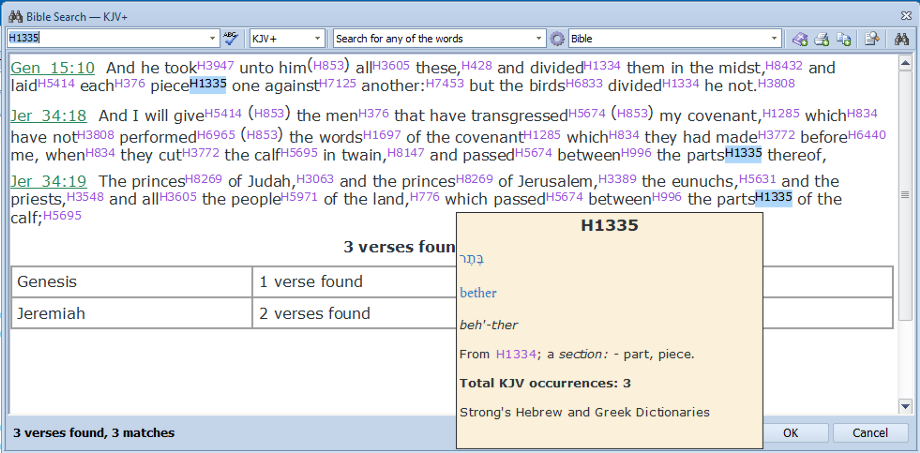 Bible Search — KJV+
H1335 ABC KJV+ Search for any of the words Bible
Gen 15:10 And he tookH3947 unto him(H853) allH3605 these,H428 and dividedH1334 them in the midst,H8432 and
laidH5414 eachH376 pieceH1335 one againstH7125 another:H7453 but the birdsH6833 dividedH1334 he not.H3808
Jer 34:18 And I will giveH5414 (H853) the menH376 that have transgressedH5674 (H853) my covenant,H1285 whichH834
have notH3808 performedH6965 (H853) the wordsH1697 of the covenantH1285 whichH834 they had madeH3772 beforeH6440
me, whenH834 they cutH3772 the calfH5695 in twain,H8147 and passedH5674 betweenH996 the partsH1335 thereof,
Jer 34:19 The princesH8269 of Judah,H3063 and the princesH8269 of Jerusalem,H3389 the eunuchs,H5631 and the
priests,H3548 and allH3605 the peopleH5971 of the land,H776 which passedH5674 betweenH996 the partsH1335 of the
calf;H5695
3 verses foun
Genesis 1 verse found
Jeremiah 2 verses found
H1335
בֶּתֶר
bether
beh'-ther
From H1334; a section: - part, piece.
Total KJV occurrences: 3
Strong's Hebrew and Greek Dictionaries
3 verses found, 3 matches
OK Cancel